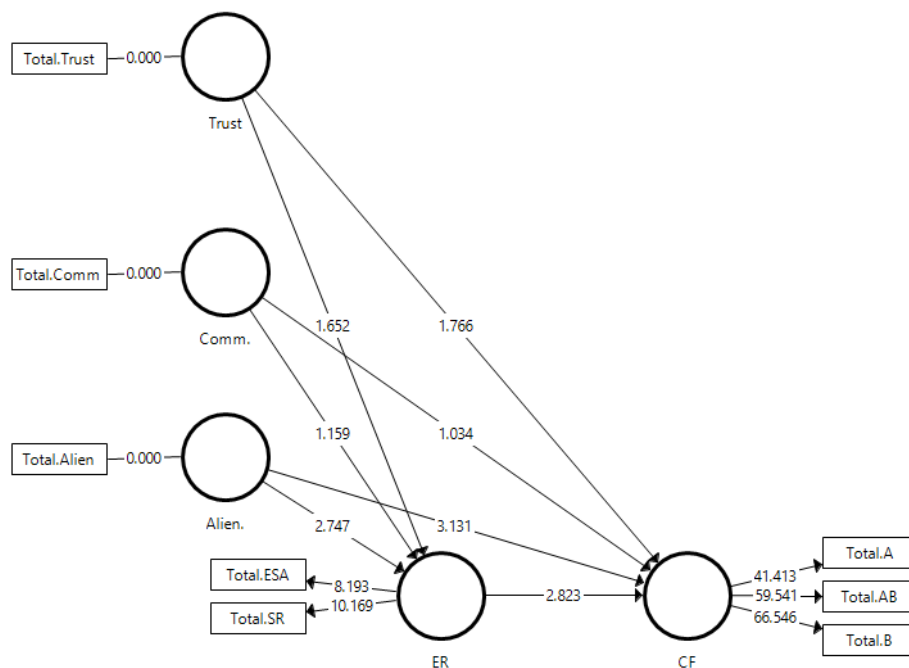 Total.Trust
0.000
Trust
Total.Comm
0.000
Comm.
1.652
1.766
1.159
1.034
Total.Alien
0.000
Alien.
2.747
3.131
Total.ESA
8.193
Total.SR
10.169
ER
2.823
CF
41.413
Total.A
59.541
Total.AB
66.546
Total.B